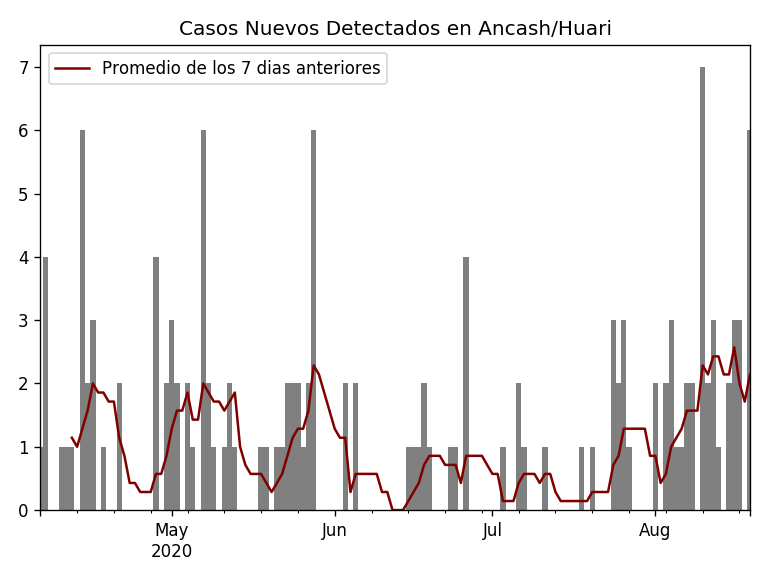 Casos Nuevos Detectados en Ancash/Huari
Promedio de los 7 dias anteriores
7
6
5
4
3
2
1
0
May
2020
Jun
Jul
Aug